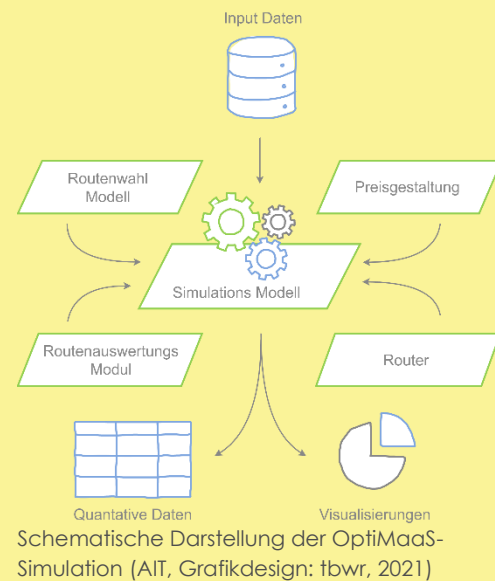 Input Daten
Routenwahl
Modell
Preisgestaltung
Simulations Modell
Routenauswertungs
Modul
Router
Quantative Daten
Visualisierungen
Schematische Darstellung der OptiMaaS-
Simulation (AIT, Grafikdesign: tbwr, 2021)